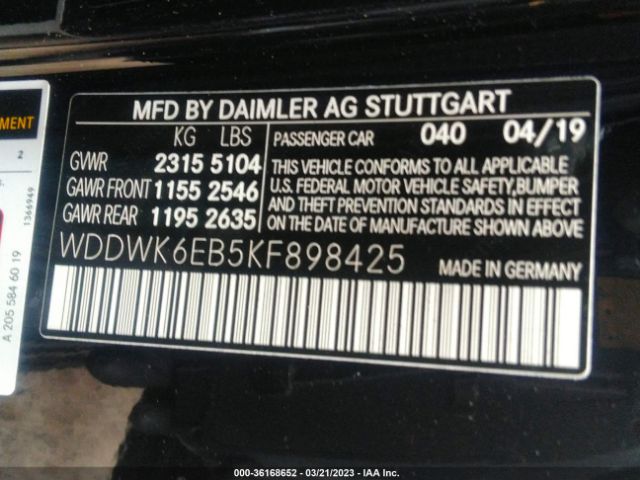 MFD BY DAIMLER AG STUTTGART
KG LBS
GVWR 2315 5104
GAWR FRONT 1155 2546
GAWR REAR 1195 2635
PASSENGER CAR 040 04/19
THIS VEHICLE CONFORMS TO ALL APPLICABLE
U.S. FEDERAL MOTOR VEHICLE SAFETY,BUMPER
AND THEFT PREVENTION STANDARDS IN EFFECT
ON THE DATE OF MANUFACTURE SHOWN ABOVE
WDDWK6EB5KF898425
MADE IN GERMANY
2
1366949
A 205 584 60 19
000-36168652 / 03/21/2023 / IAA Inc.